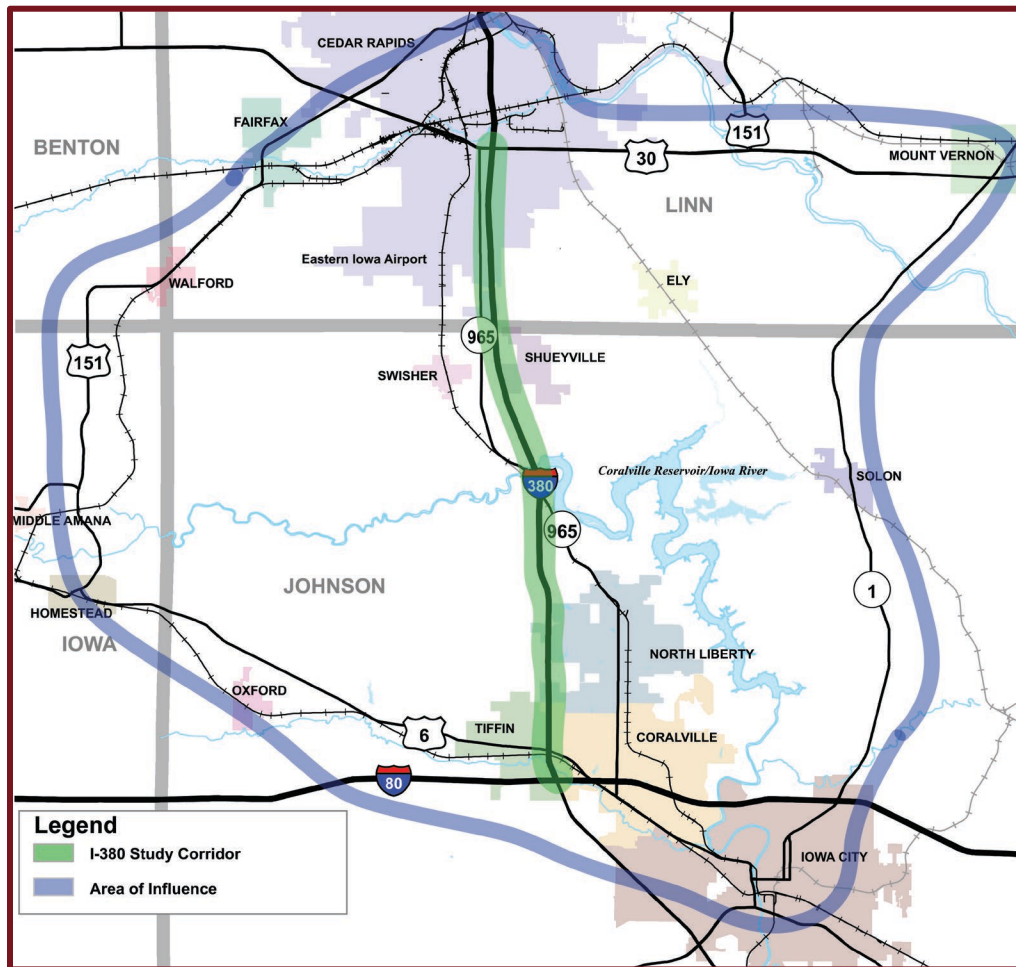 CEDAR RAPIDS
FAIRFAX
BENTON
151
30
MOUNT VERNON
LINN
Eastern Iowa Airport
WALFORD
ELY
965
151
SHUEYVILLE
SWISHER
Coralville Reservoir/Iowa River
380
SOLON
MIDDLE AMANA
965
JOHNSON
1
HOMESTEAD
IOWA
NORTH LIBERTY
OXFORD
TIFFIN
6
CORALVILLE
80
Legend
I-380 Study Corridor
Area of Influence
IOWA CITY